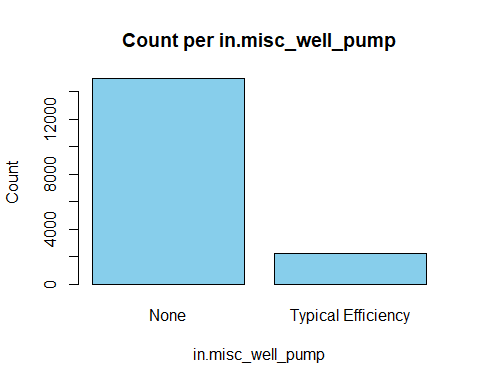 Count per in.misc_well_pump
Count
12000
8000
4000
0
None
Typical Efficiency
in.misc_well_pump